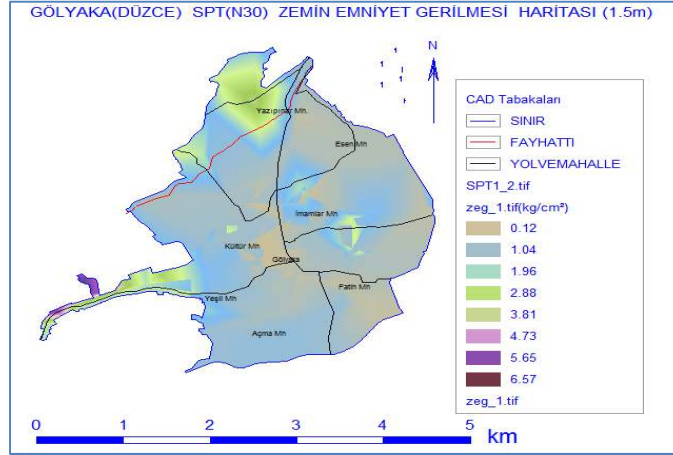 GÖLYAKA(DÜZCE) SPT(N30) ZEMİN EMNİYET GERİLMESİ HARİTASI (1.5m)
N
Yazıpınar Mh.
Esen Mh
İmamlar Mh
Kültür Mh
Gölyaka
Fatih Mh
Yeşil Mh
Açma Mh
CAD Tabakaları
SINIR
FAYHATTI
YOLVEMAHALLE
SPT1_2.tif
zeg_1.tif(kg/cm²)
0.12
1.04
1.96
2.88
3.81
4.73
5.65
6.57
zeg_1.tif
0 1 2 3 4 5 km